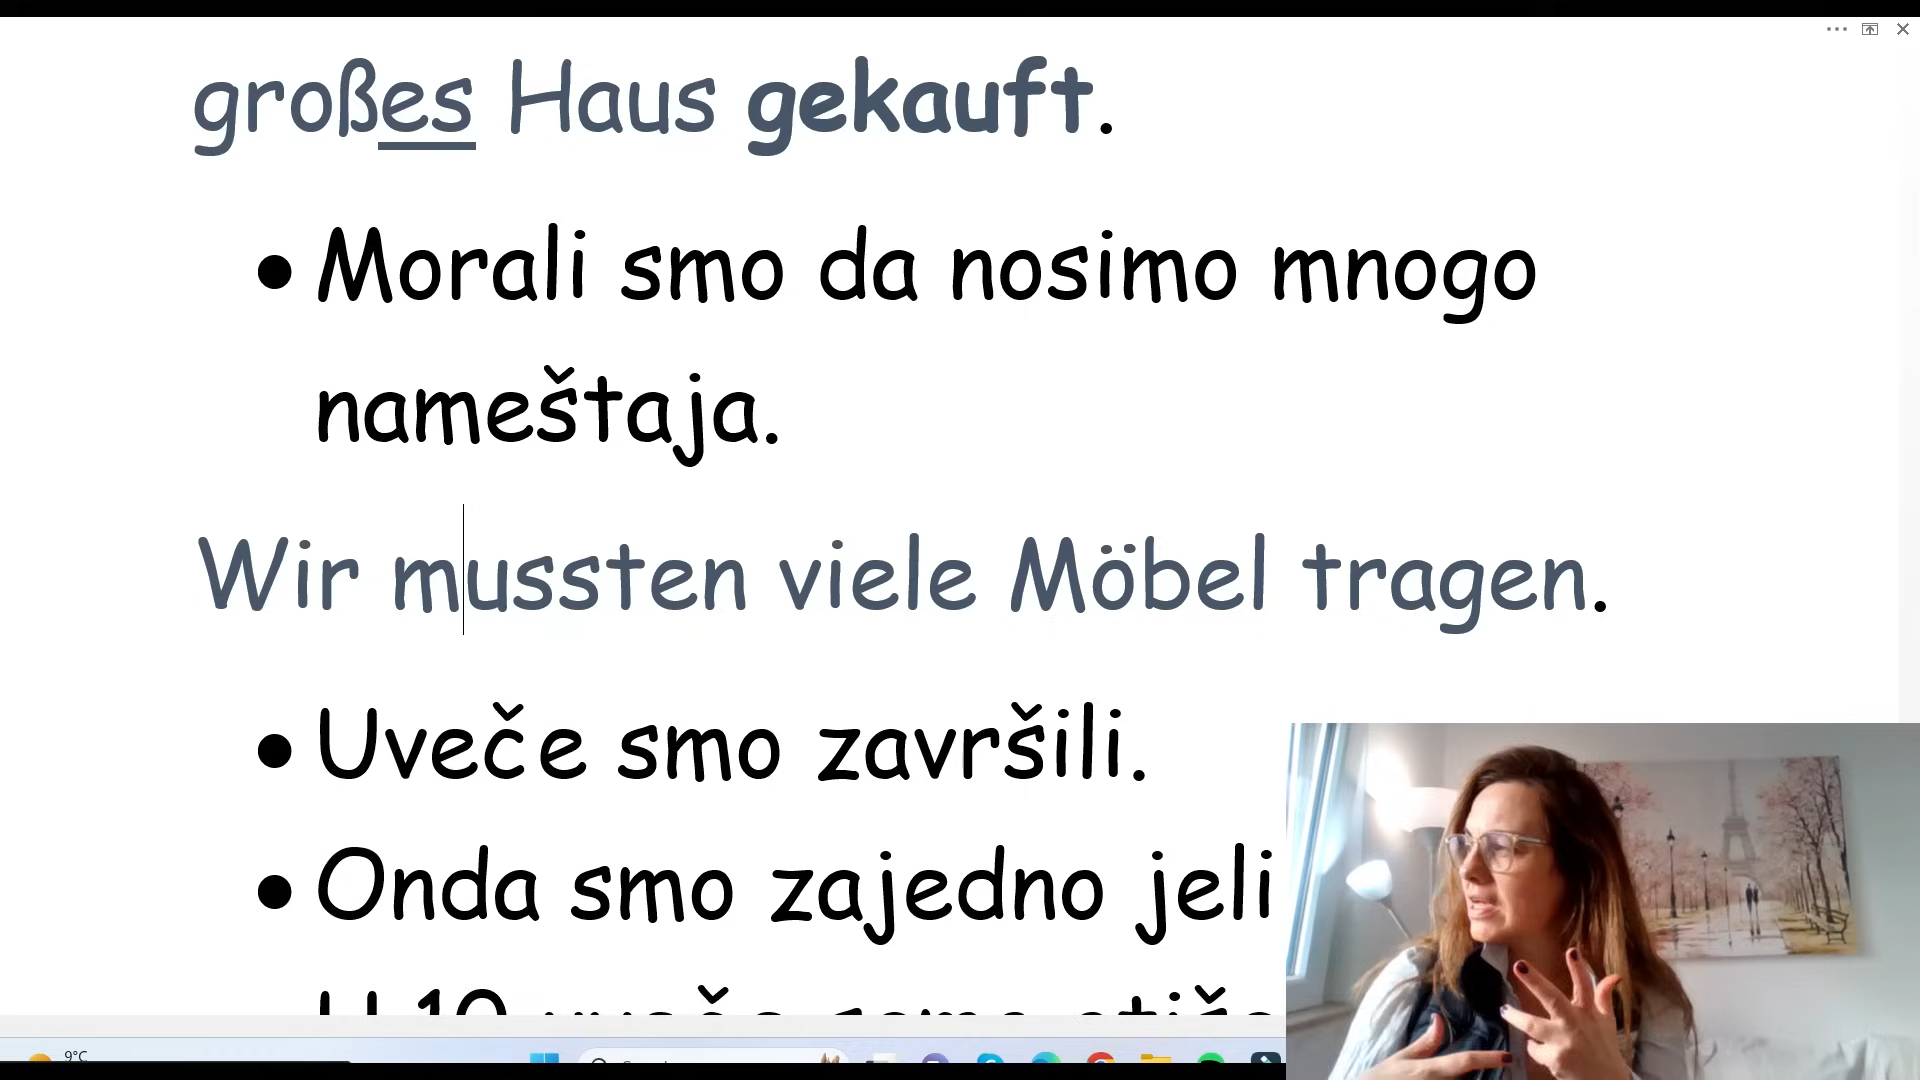 großes Haus gekauft.
• Morali smo da nosimo mnogo
nameštaja.
Wir mussten viele Möbel tragen.
• Uveče smo završili.
• Onda smo zajedno jeli
9°C